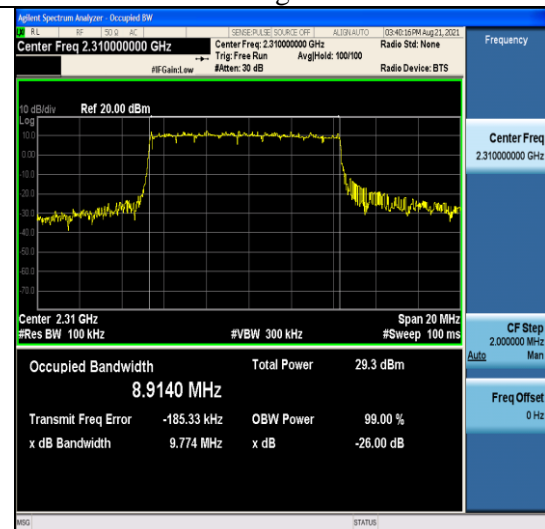 Agilent Spectrum Analyzer - Occupied BW
RL RF 50 Ω AC SENSE:PULSE SOURCE OFF ALIGNAUTO 03:40:16PM Aug 21, 2021
Center Freq 2.310000000 GHz
Center Freq: 2.310000000 GHz
Radio Std: None
Trig: Free Run Avg|Hold: 100/100
#IFGain:Low #Atten: 30 dB Radio Device: BTS
Frequency
10 dB/div Ref 20.00 dBm
Log
10.0
0.00
-10.0
-20.0
-30.0
-40.0
-50.0
-60.0
-70.0
Center Freq
2.310000000 GHz
Center 2.31 GHz Span 20 MHz
#Res BW 100 kHz #VBW 300 kHz #Sweep 100 ms
CF Step
2.000000 MHz
Auto Man
Occupied Bandwidth Total Power 29.3 dBm
8.9140 MHz
Transmit Freq Error -185.33 kHz OBW Power 99.00 %
x dB Bandwidth 9.774 MHz x dB -26.00 dB
Freq Offset
0 Hz
MSG STATUS